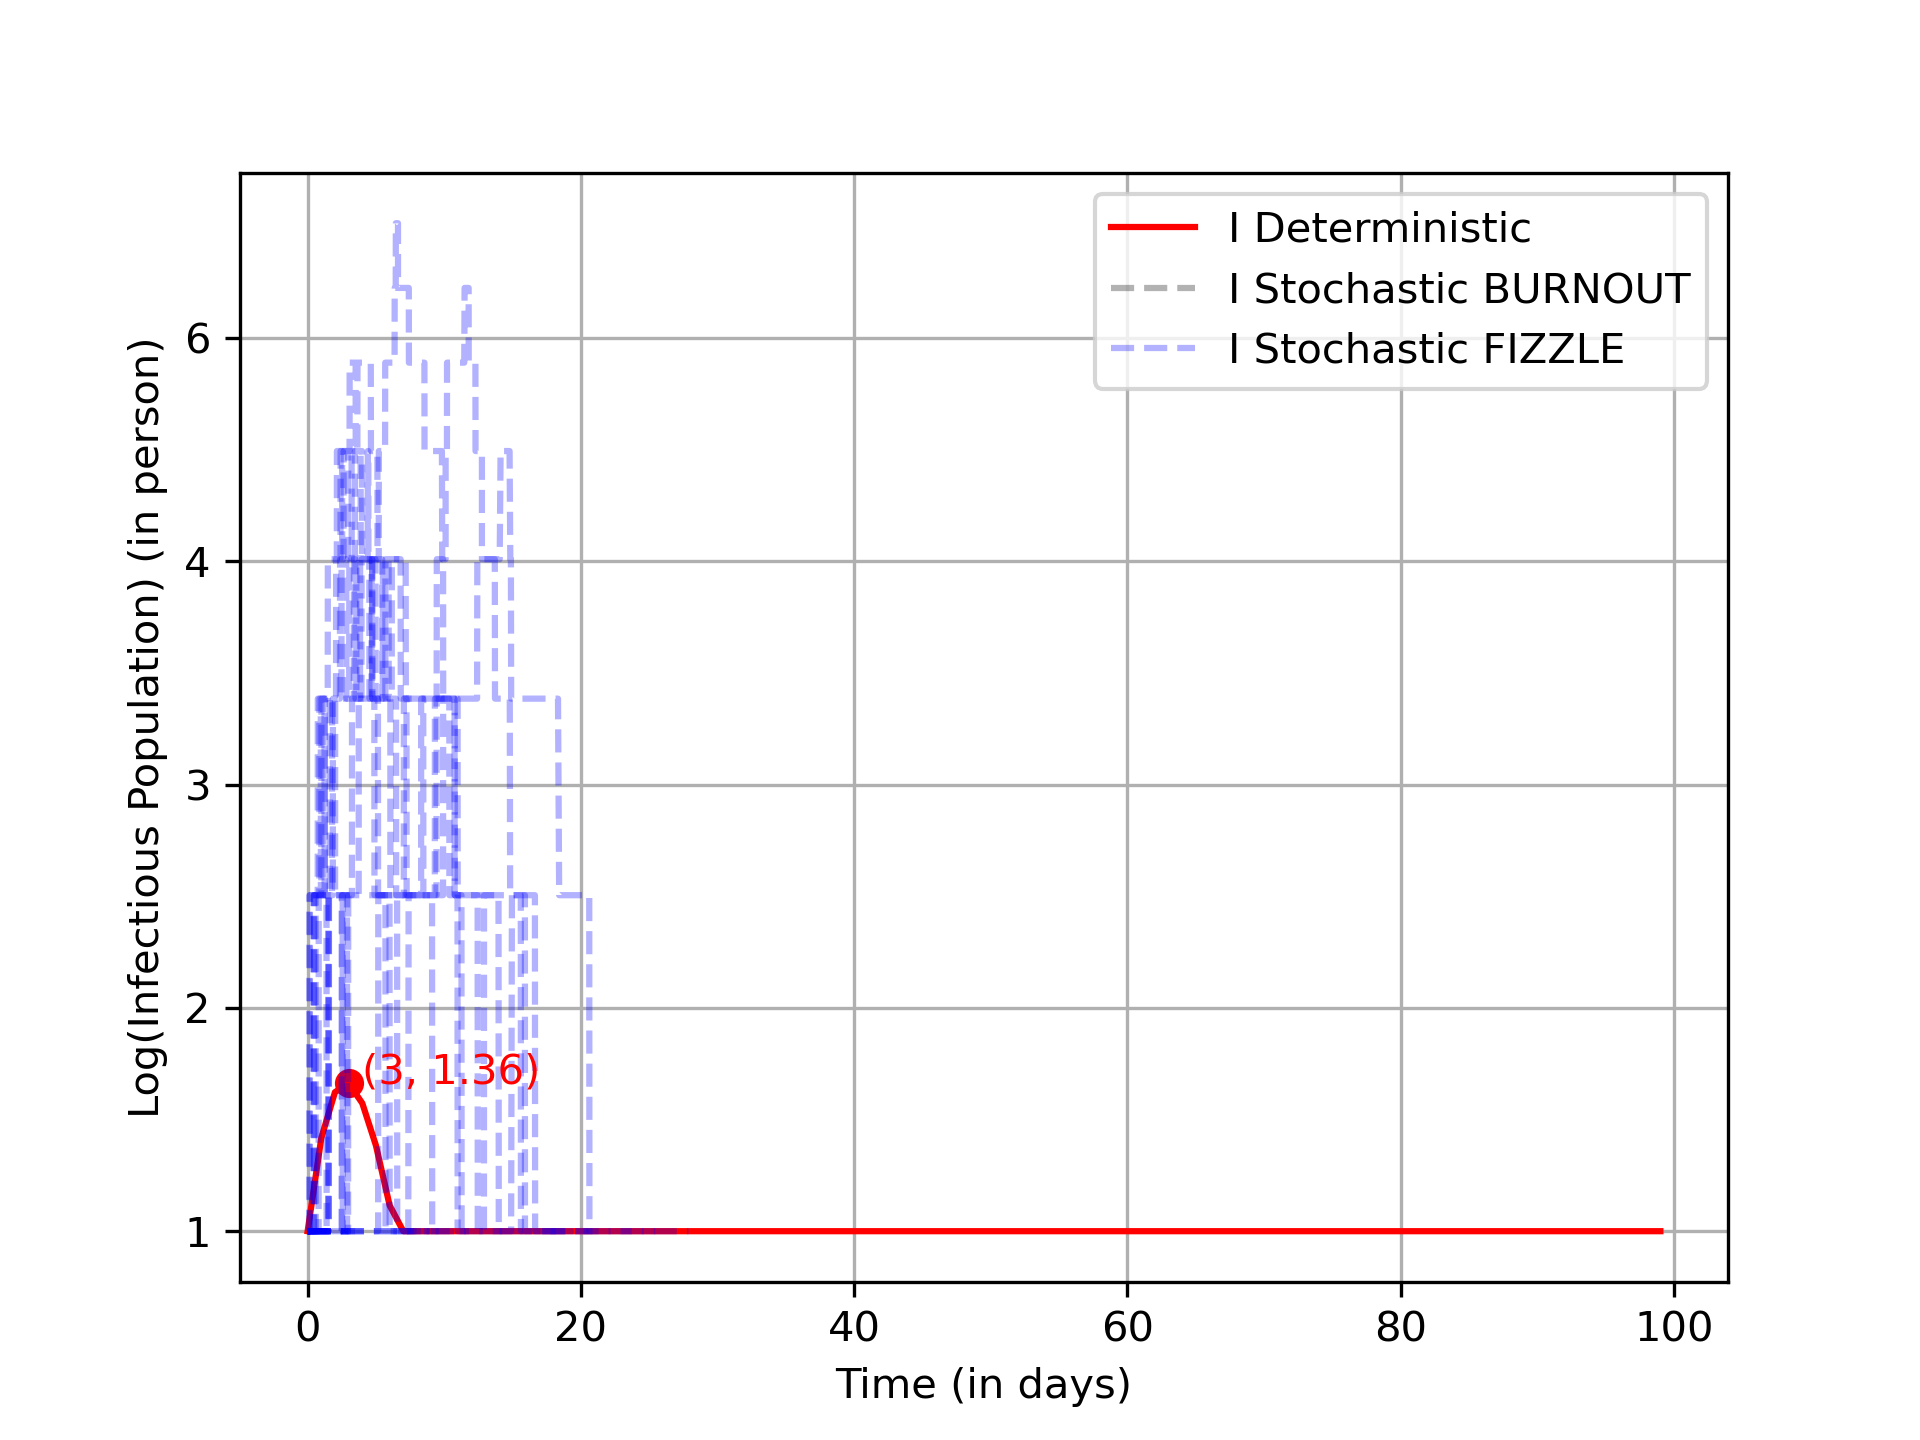 I Deterministic
I Stochastic BURNOUT
I Stochastic FIZZLE
Log(Infectious Population) (in person)
6
4
3
2
1
(3, 1.36)
0 20 40 60 80 100
Time (in days)